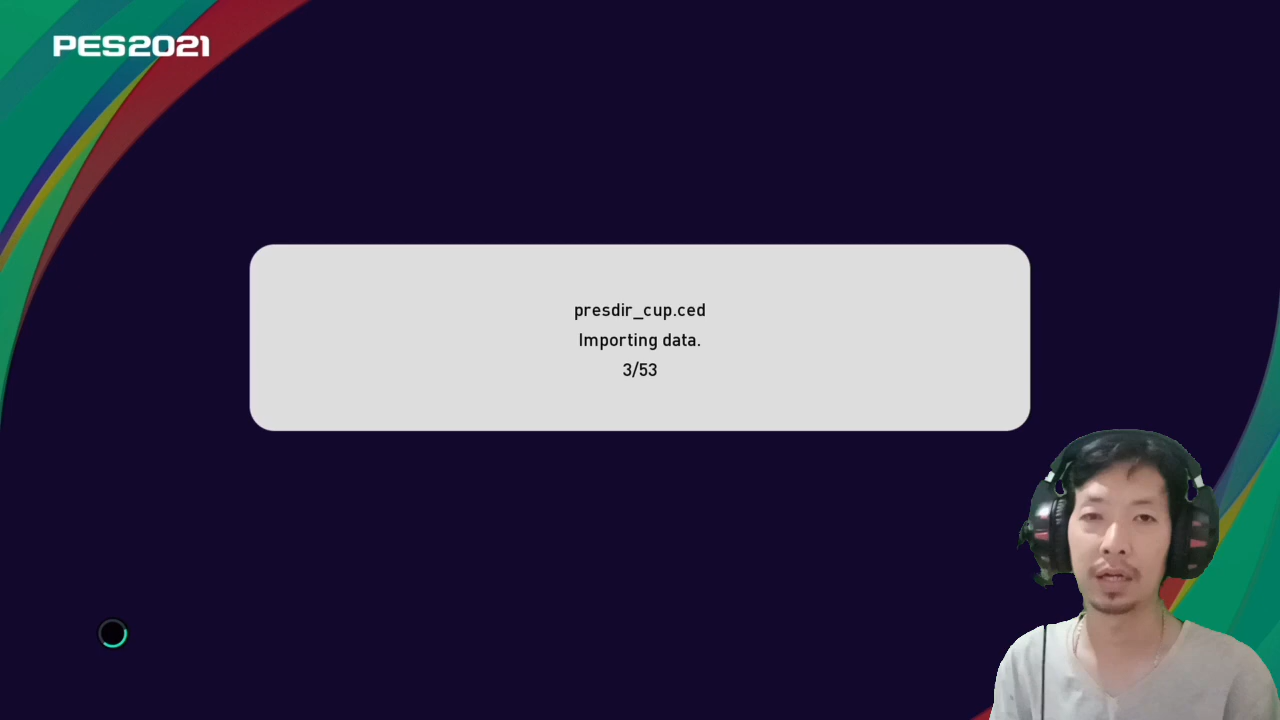 PES2021
presdir_cup.ced
Importing data.
3/53